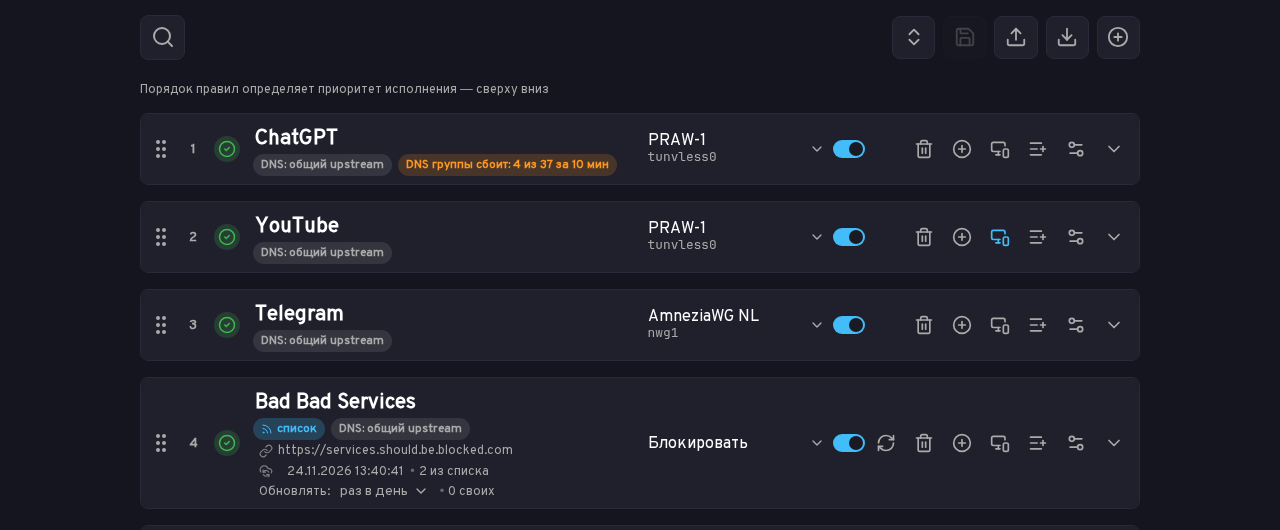 Порядок правил определяет приоритет исполнения — сверху вниз
1
ChatGPT
DNS: общий upstream
DNS группы сбоит: 4 из 37 за 10 мин
PRAW-1
tunvless0
2
YouTube
DNS: общий upstream
PRAW-1
tunvless0
3
Telegram
DNS: общий upstream
AmneziaWG NL
nwg1
4
Bad Bad Services
список
DNS: общий upstream
https://services.should.be.blocked.com
24.11.2026 13:40:41 • 2 из списка
Обновлять: раз в день • 0 своих
Блокировать